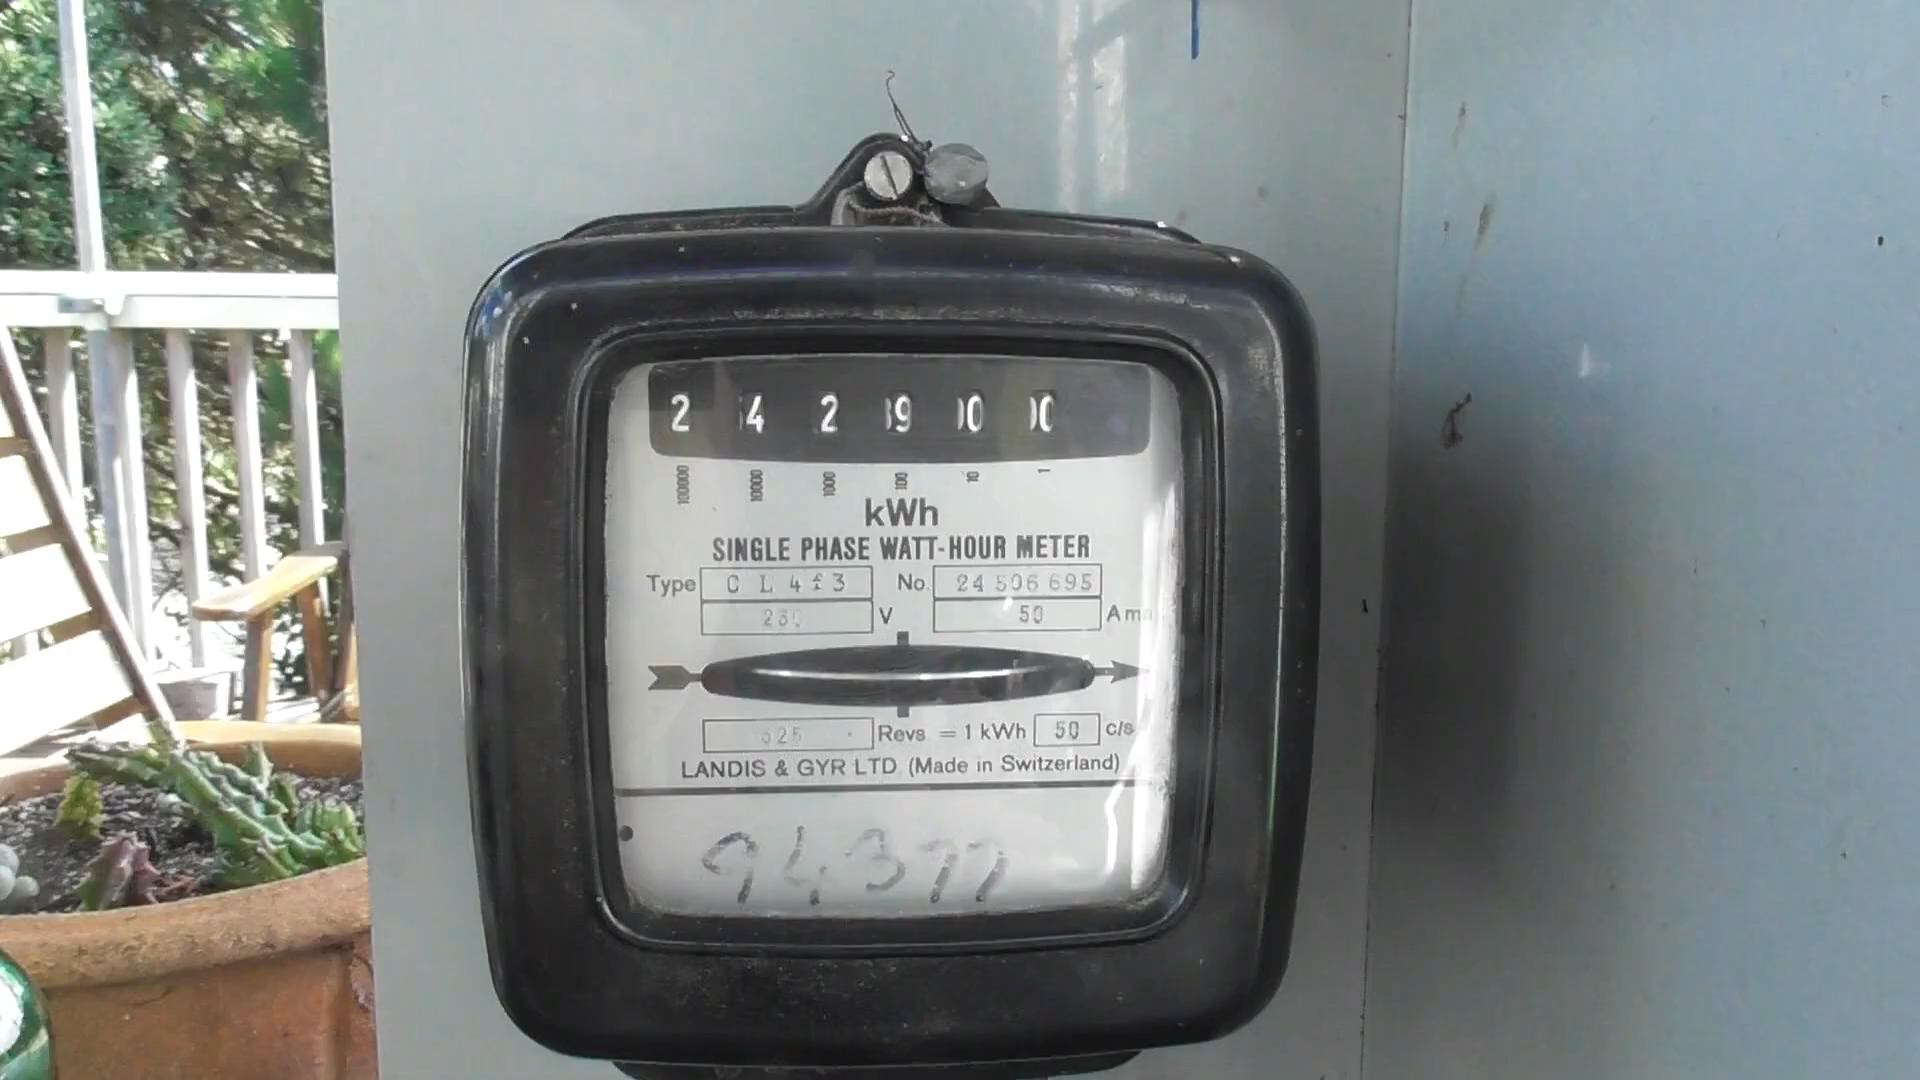 2 4 2 9 0 0
100000 10000 1000 100 10 1
kWh
SINGLE PHASE WATT-HOUR METER
Type C L 4 f 3 No. 24 506 695
230 V 50 A
Revs = 1 kWh 50 c/s
LANDIS & GYR LTD (Made in Switzerland)
94377